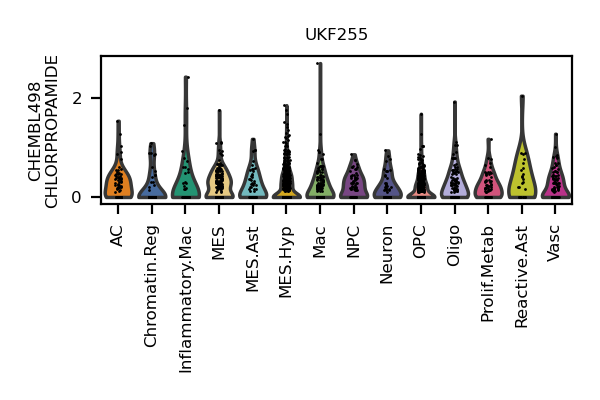 UKF255
CHEMBL498
CHLORPROPAMIDE
2
0
AC
Chromatin.Reg
Inflammatory.Mac
MES
MES.Ast
MES.Hyp
Mac
NPC
Neuron
OPC
Oligo
Prolif.Metab
Reactive.Ast
Vasc